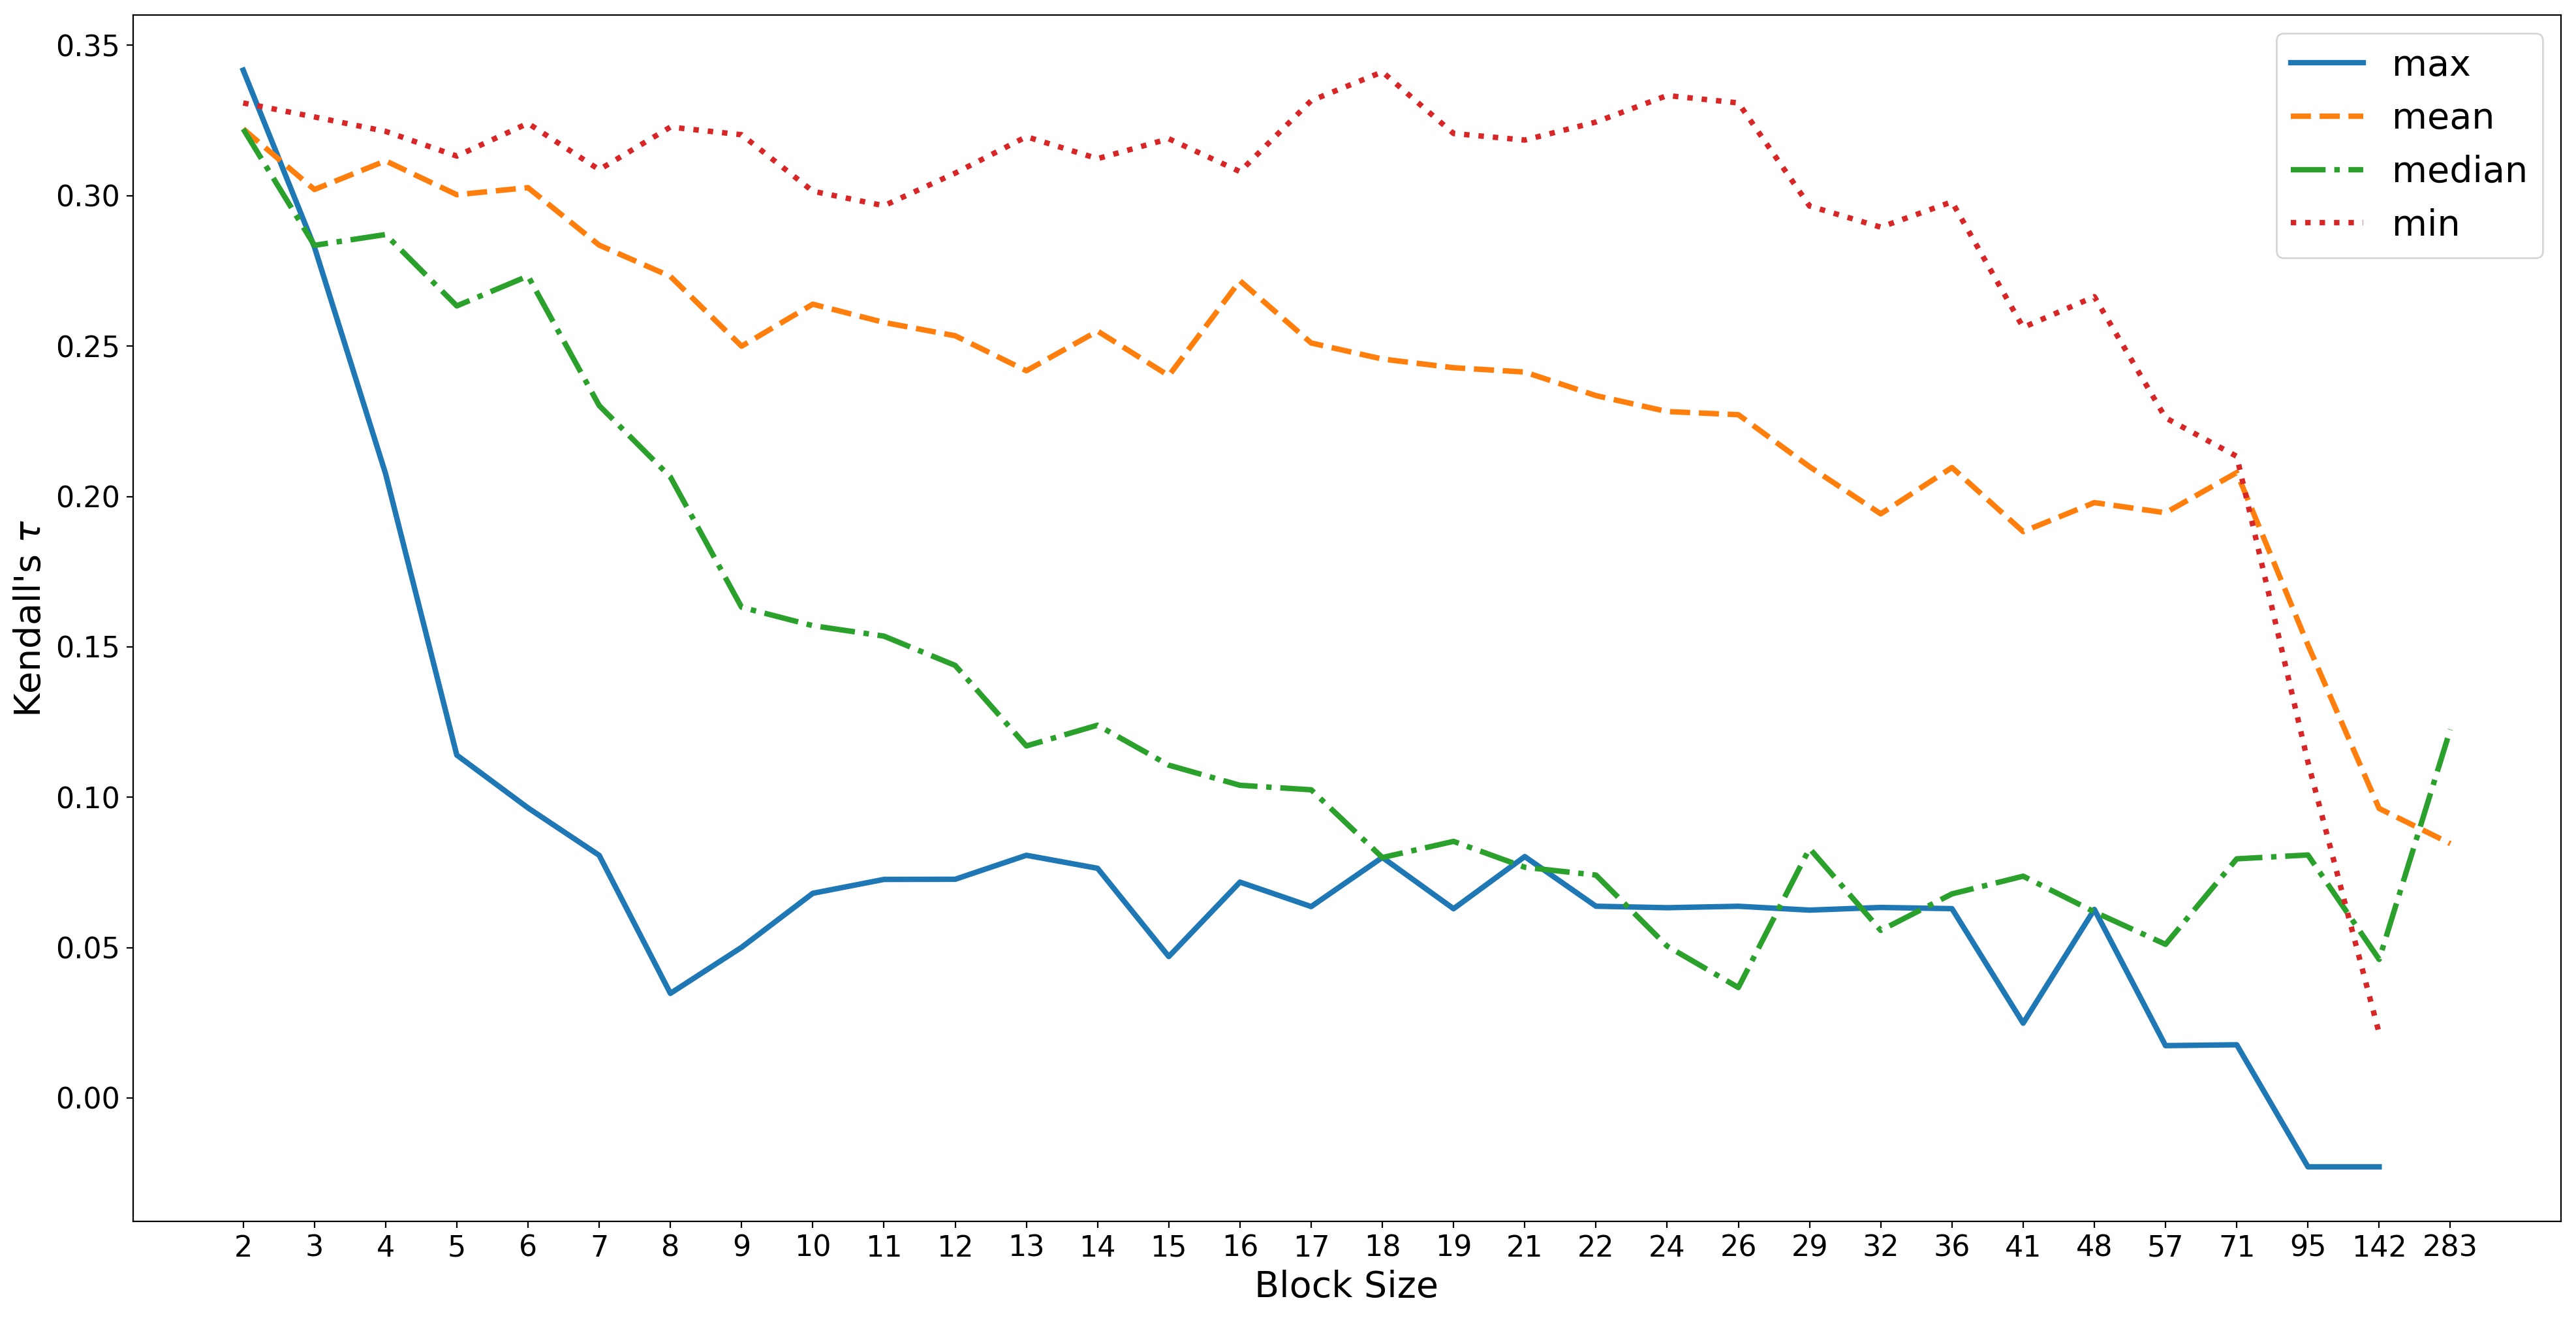 0.35
0.30
0.25
0.20
0.15
0.10
0.05
0.00
Kendall's τ
max
mean
median
min
2 3 4 5 6 7 8 9 10 11 12 13 14 15 16 17 18 19 21 22 24 26 29 32 36 41 48 57 71 95 142 283
Block Size